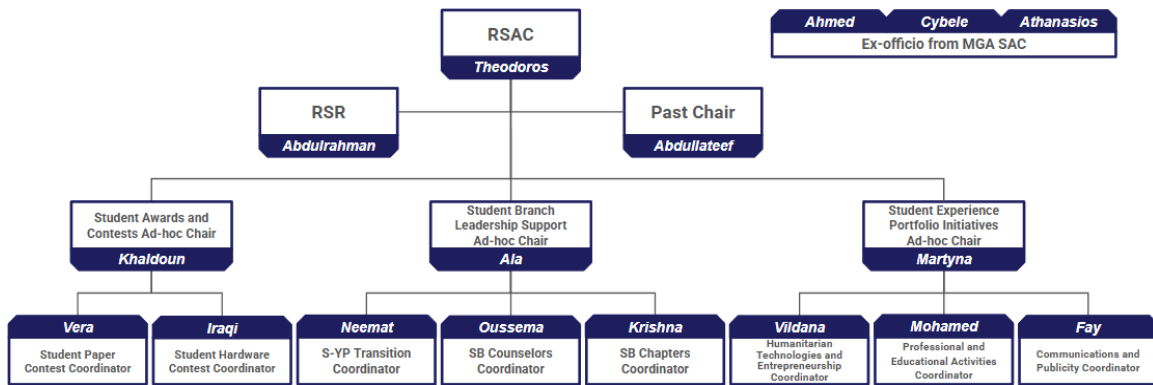 RSAC
Theodoros
Ahmed Cybele Athanasios
Ex-officio from MGA SAC
RSR
Abdulrahman
Past Chair
Abdullateef
Student Awards and
Contests Ad-hoc Chair
Khaldoun
Student Branch
Leadership Support
Ad-hoc Chair
Ala
Student Experience
Portfolio Initiatives
Ad-hoc Chair
Martyna
Vera
Student Paper
Contest Coordinator
Iraqi
Student Hardware
Contest Coordinator
Neemat
S-YP Transition
Coordinator
Oussema
SB Counselors
Coordinator
Krishna
SB Chapters
Coordinator
Vildana
Humanitarian
Technologies and
Entrepreneurship
Coordinator
Mohamed
Professional and
Educational Activities
Coordinator
Fay
Communications and
Publicity Coordinator